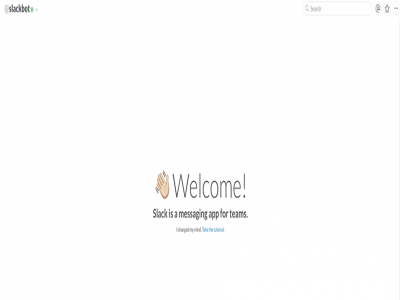 @slackbot
Search
@
Welcome!
Slack is a messaging app for teams.
I changed my mind. Take the tutorial.